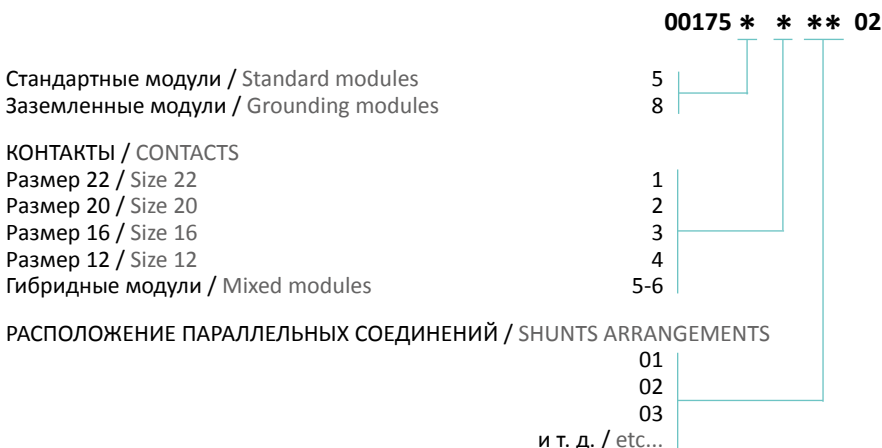 00175 * * ** 02
Стандартные модули / Standard modules 5
Заземленные модули / Grounding modules 8
КОНТАКТЫ / CONTACTS
Размер 22 / Size 22 1
Размер 20 / Size 20 2
Размер 16 / Size 16 3
Размер 12 / Size 12 4
Гибридные модули / Mixed modules 5-6
РАСПОЛОЖЕНИЕ ПАРАЛЛЕЛЬНЫХ СОЕДИНЕНИЙ / SHUNTS ARRANGEMENTS
01
02
03
и т. д. / etc...